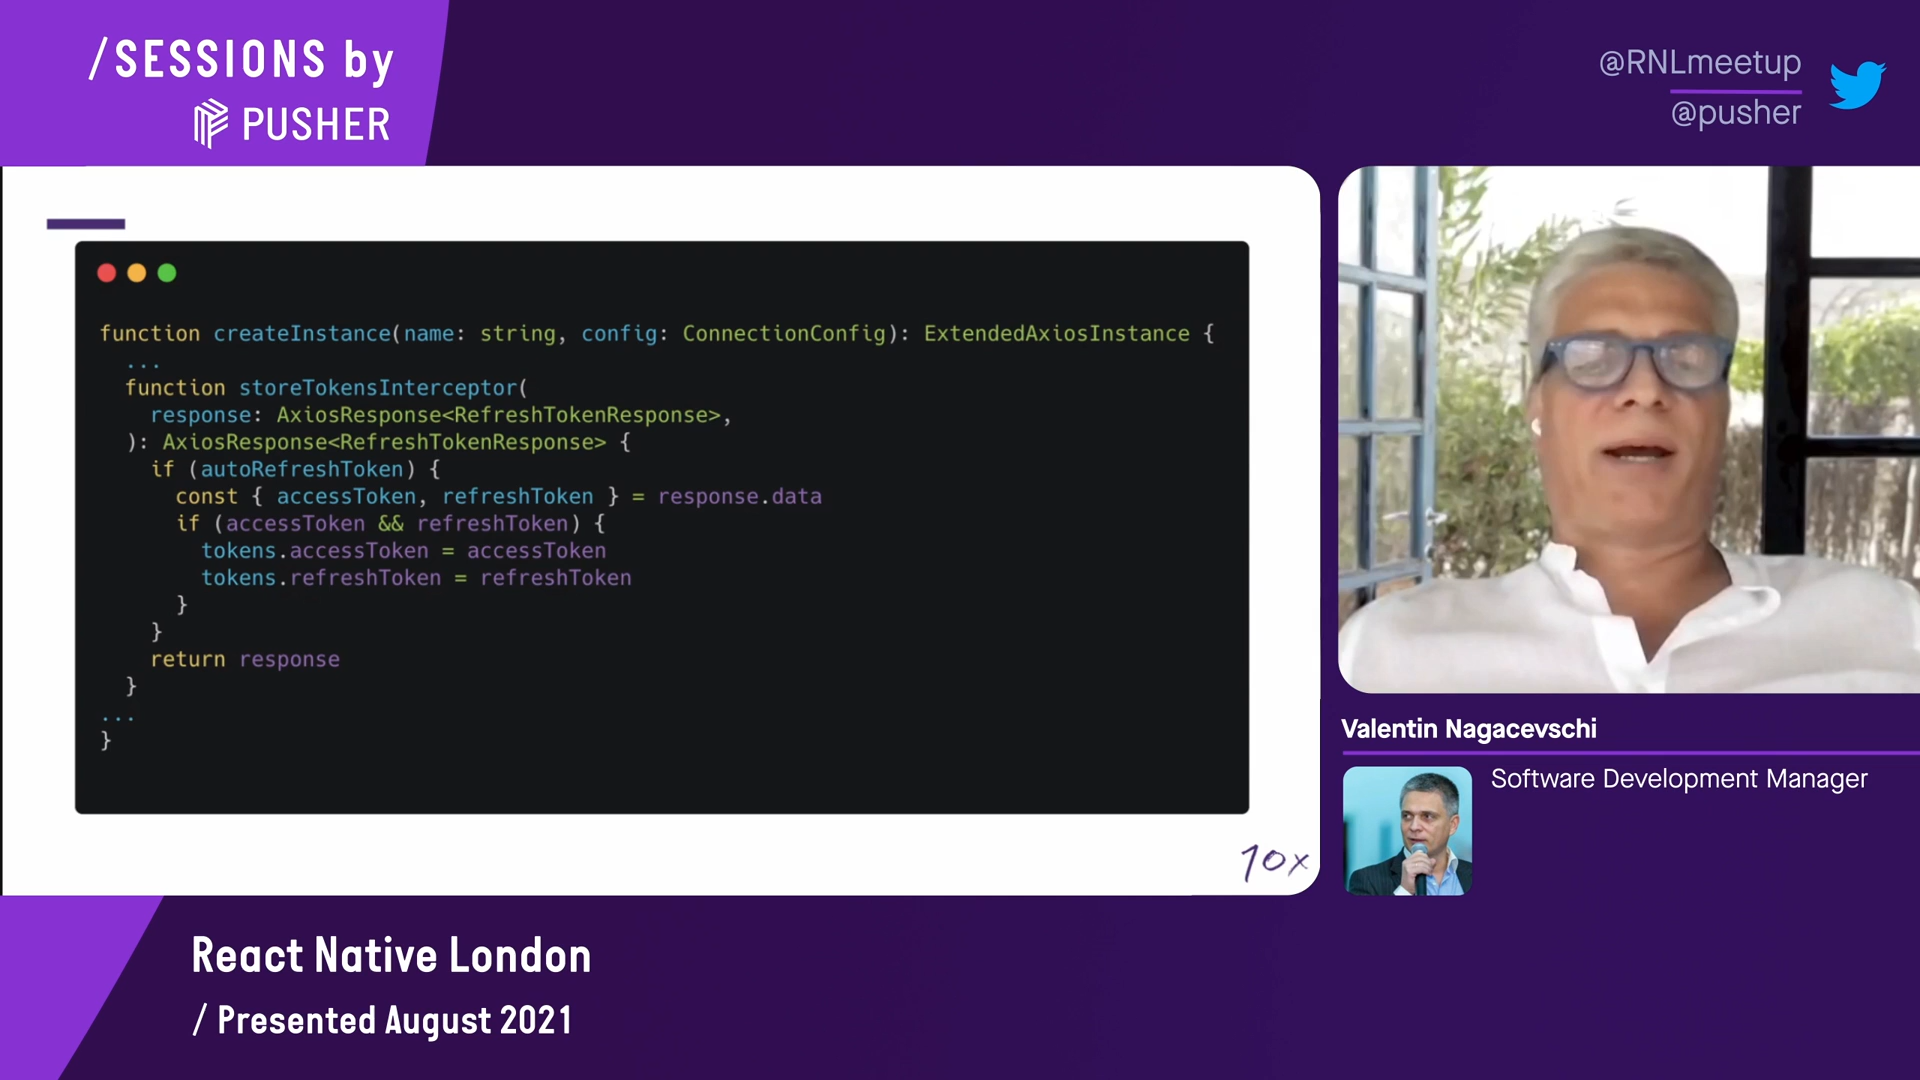 /SESSIONS by
PUSHER
@RNLmeetup
@pusher
function createInstance(name: string, config: ConnectionConfig): ExtendedAxiosInstance {
...
function storeTokensInterceptor(
response: AxiosResponse<RefreshTokenResponse>,
): AxiosResponse<RefreshTokenResponse> {
if (autoRefreshToken) {
const { accessToken, refreshToken } = response.data
if (accessToken && refreshToken) {
tokens.accessToken = accessToken
tokens.refreshToken = refreshToken
}
}
return response
}
...
}
10x
Valentin Nagacevschi
Software Development Manager
React Native London
/ Presented August 2021